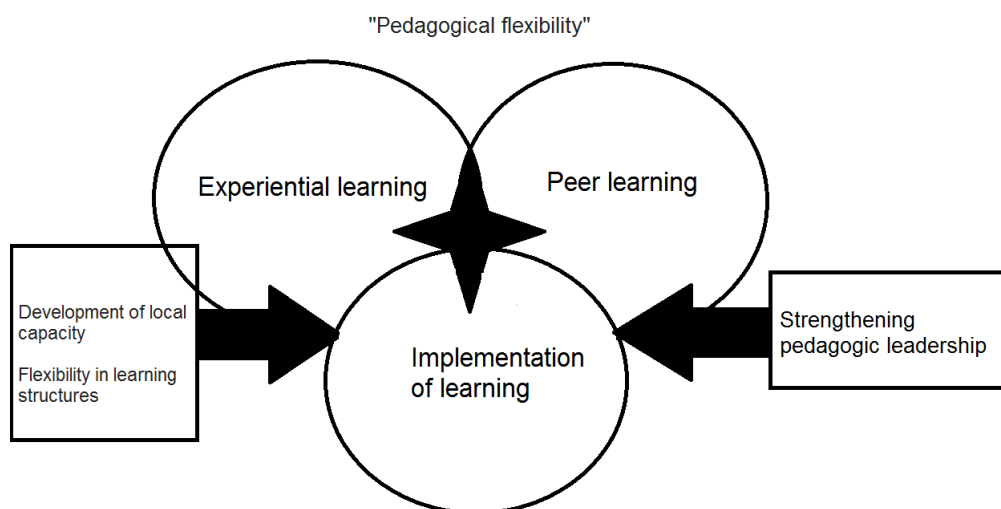 "Pedagogical flexibility"
Experiential learning
Peer learning
Development of local
capacity
Flexibility in learning
structures
Implementation
of learning
Strengthening
pedagogic leadership